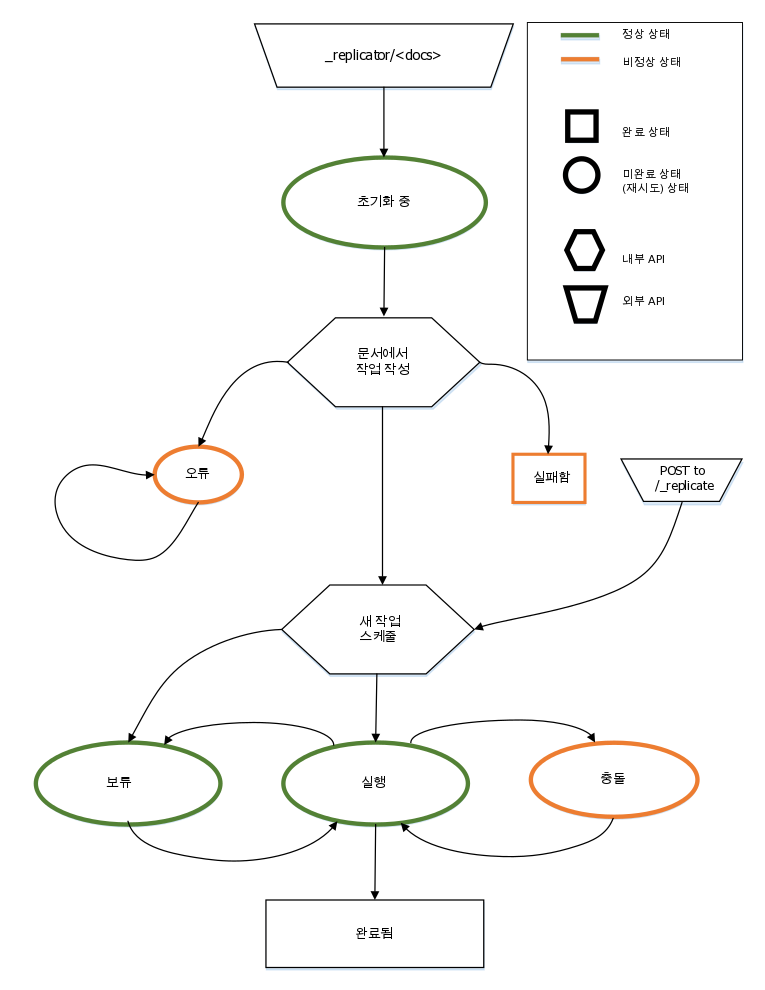 _replicator/<docs>
정상 상태
비정상 상태
완료 상태
미완료 상태
(재시도) 상태
내부 API
외부 API
초기화 중
문서에서
작업 작성
오류
실패함
POST to
/_replicate
새 작업
스케줄
보류
실행
충돌
완료됨